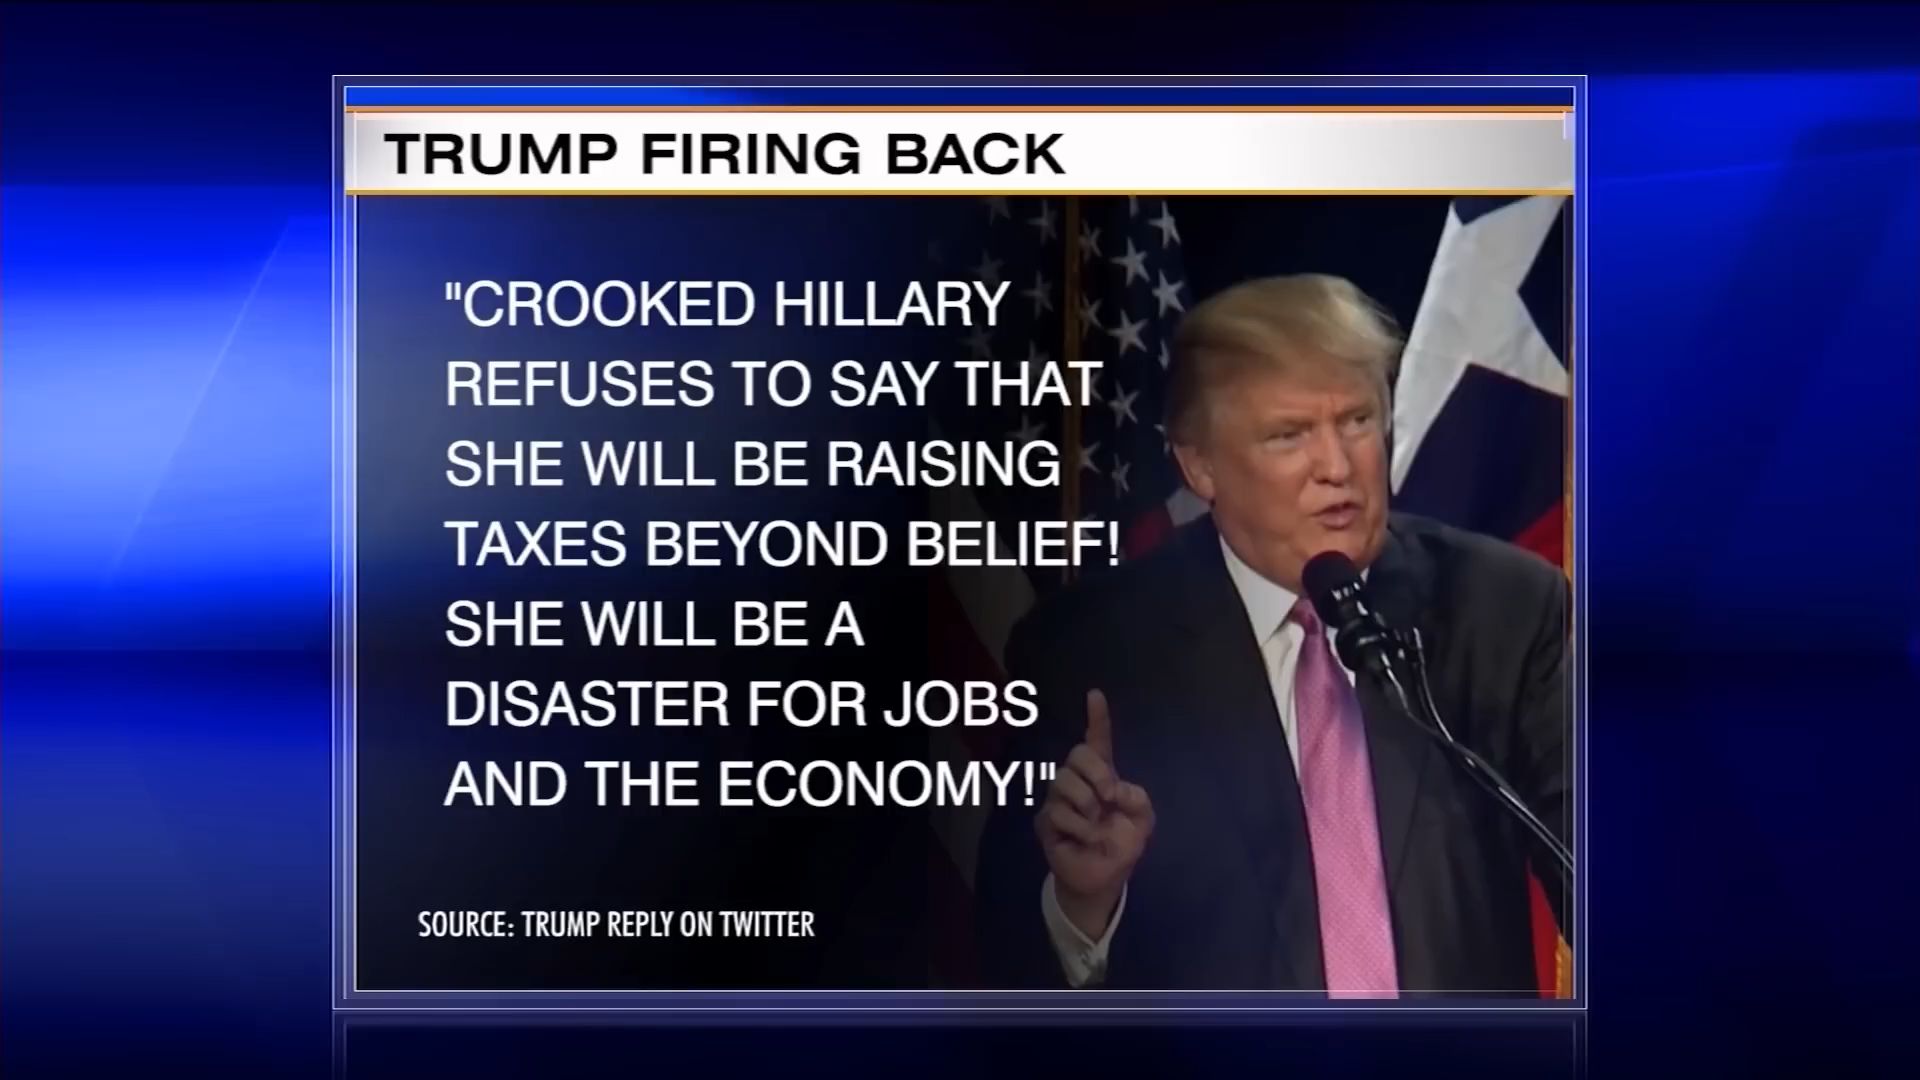 TRUMP FIRING BACK
"CROOKED HILLARY
REFUSES TO SAY THAT
SHE WILL BE RAISING
TAXES BEYOND BELIEF!
SHE WILL BE A
DISASTER FOR JOBS
AND THE ECONOMY!"
SOURCE: TRUMP REPLY ON TWITTER